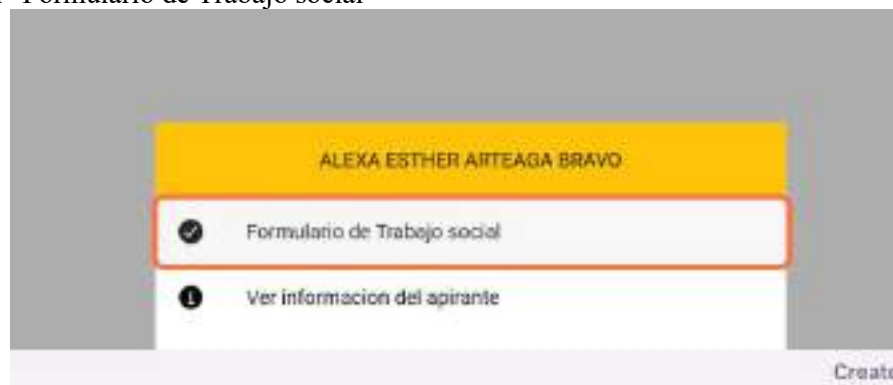 Formulario de Trabajo social
ALEXA ESTHER ARTEAGA BRAVO
Formulario de Trabajo social
Ver informacion del apirante
Create